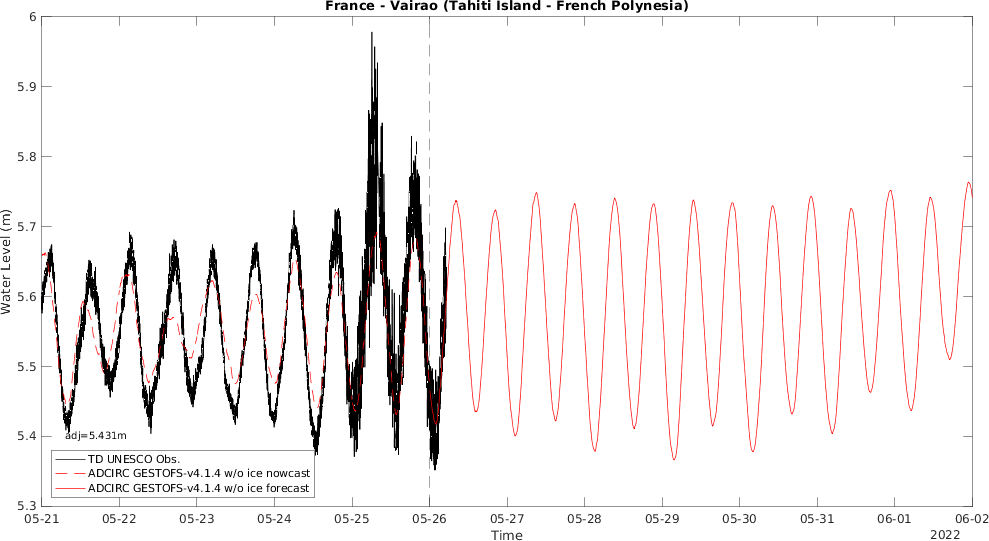 France - Vairao (Tahiti Island - French Polynesia)
Water Level (m)
6
5.9
5.8
5.7
5.6
5.5
5.4
5.3
adj=5.431m
TD UNESCO Obs.
ADCIRC GESTOFS-v4.1.4 w/o ice nowcast
ADCIRC GESTOFS-v4.1.4 w/o ice forecast
05-21 05-22 05-23 05-24 05-25 05-26 05-27 05-28 05-29 05-30 05-31 06-01 06-02
Time
2022